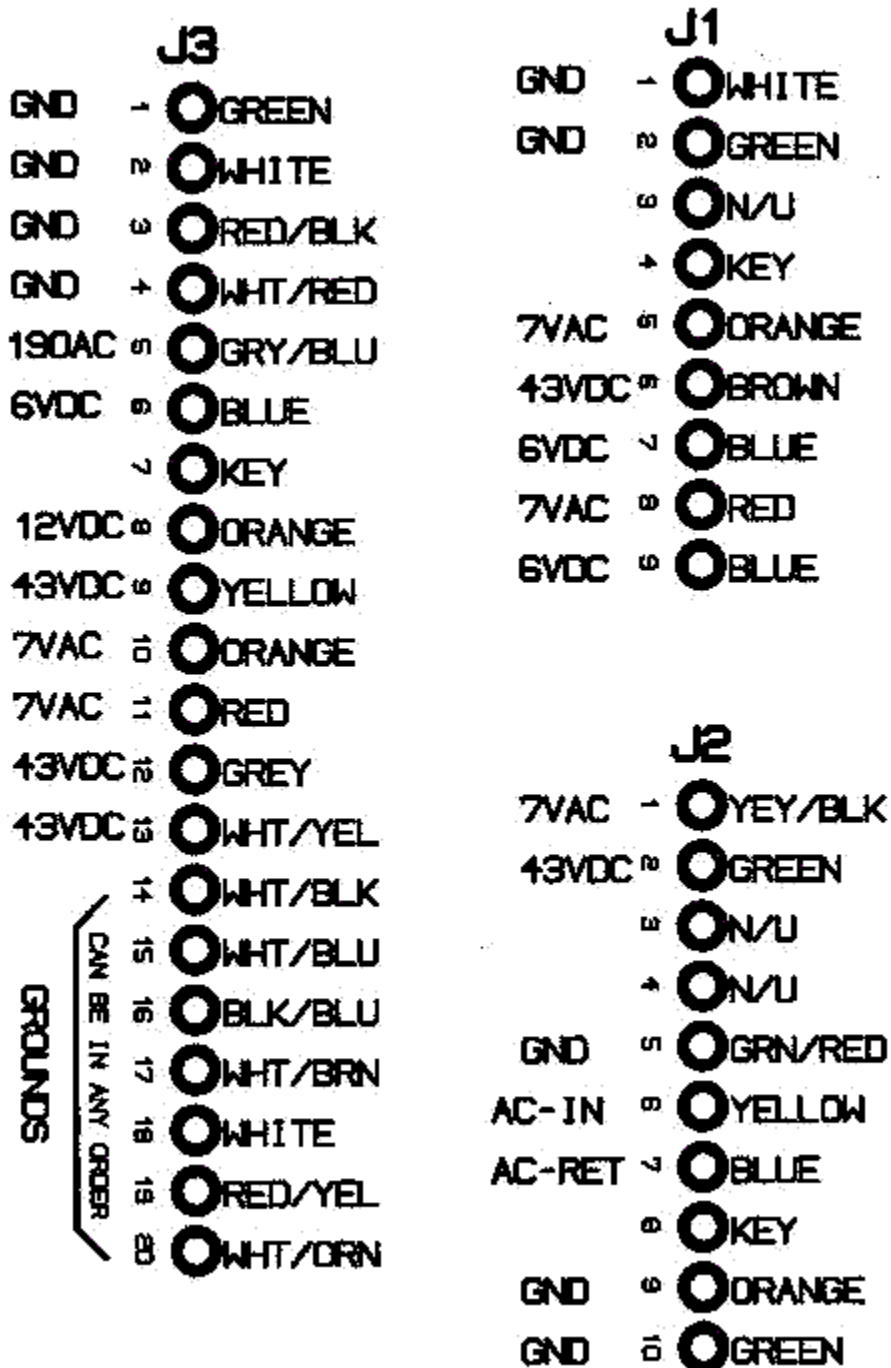 J3
GND 1 GREEN
GND 2 WHITE
GND 3 RED/BLK
GND 4 WHT/RED
190AC 5 GRY/BLU
6VDC 6 BLUE
7 KEY
12VDC 8 ORANGE
43VDC 9 YELLOW
7VAC 10 ORANGE
7VAC 11 RED
43VDC 12 GREY
43VDC 13 WHT/YEL
14 WHT/BLK
15 WHT/BLU
16 BLK/BLU
17 WHT/BRN
18 WHITE
19 RED/YEL
20 WHT/ORN
GROUNDS
CAN BE IN ANY ORDER
J1
GND 1 WHITE
GND 2 GREEN
3 N/U
4 KEY
7VAC 5 ORANGE
43VDC 6 BROWN
6VDC 7 BLUE
7VAC 8 RED
6VDC 9 BLUE
J2
7VAC 1 YEY/BLK
43VDC 2 GREEN
3 N/U
4 N/U
GND 5 GRN/RED
AC-IN 6 YELLOW
AC-RET 7 BLUE
8 KEY
GND 9 ORANGE
GND 10 GREEN